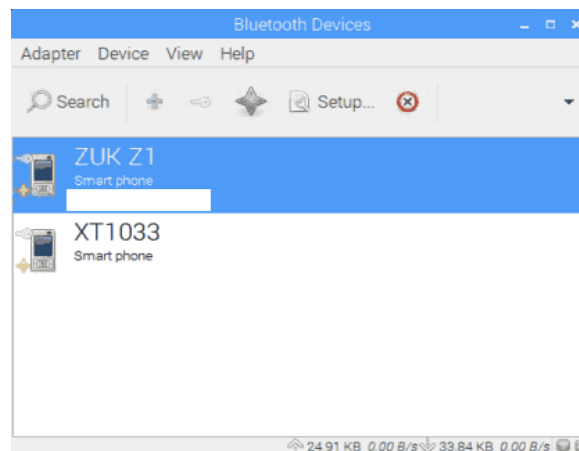 Bluetooth Devices
Adapter Device View Help
Search Setup...
ZUK Z1
Smart phone
XT1033
Smart phone
24.91 KB 0.00 B/s 33.84 KB 0.00 B/s